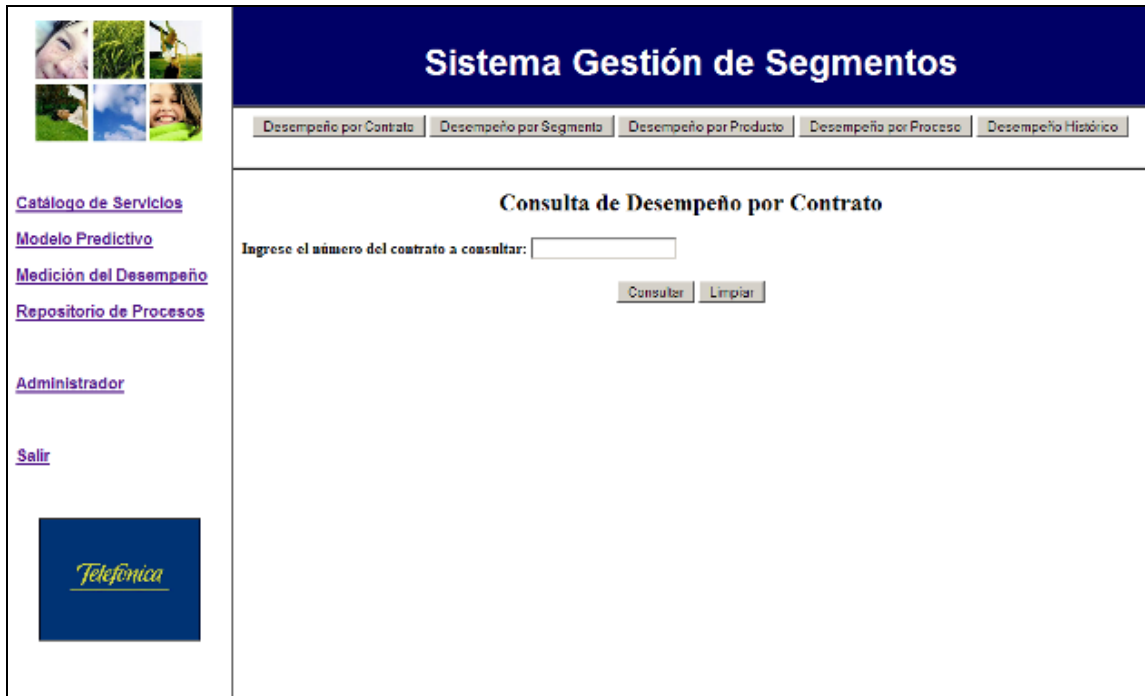 Sistema Gestión de Segmentos
Desempeño por Contrato Desempeño por Segmento Desempeño por Producto Desempeño por Proceso Desempeño Histórico
Catálogo de Servicios
Modelo Predictivo
Medición del Desempeño
Repositorio de Procesos
Administrador
Salir
Telefónica
Consulta de Desempeño por Contrato
Ingrese el número del contrato a consultar:
Consultar Limpiar